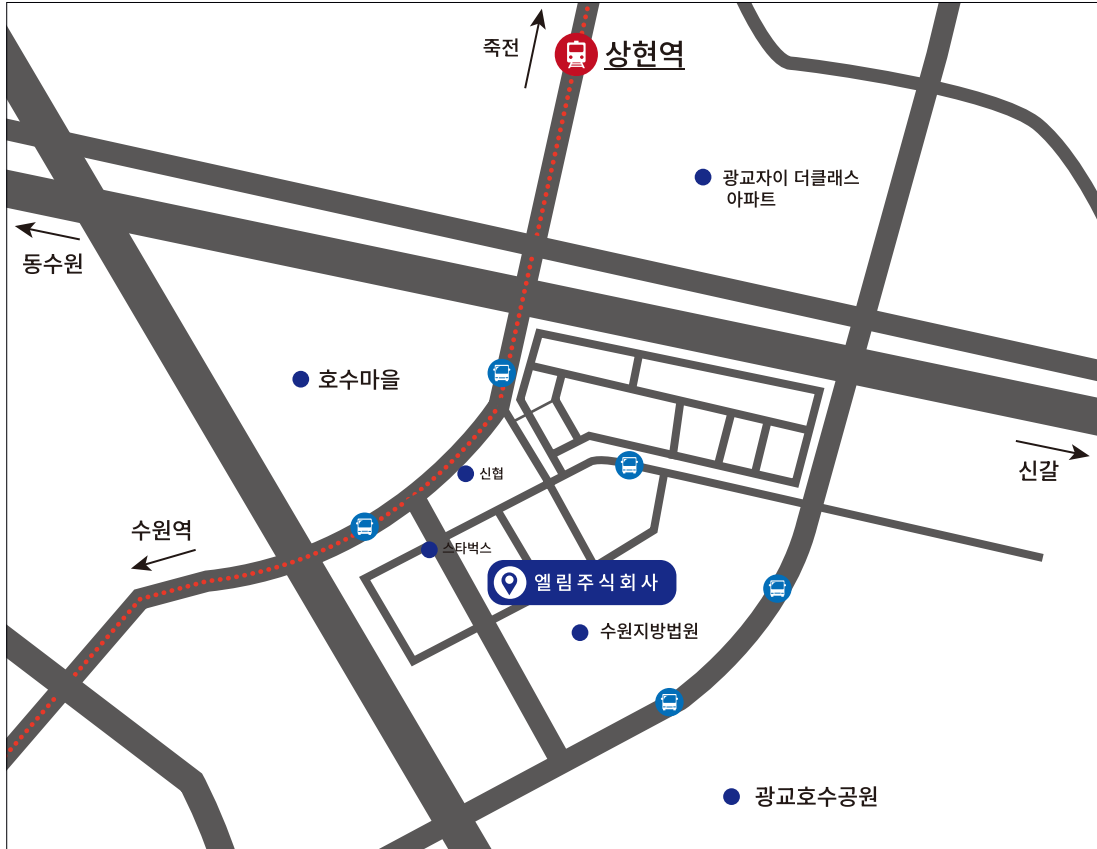 죽전
상현역
광교자이 더클래스
아파트
동수원
호수마을
신갈
신협
수원역
스타벅스
엘림주식회사
수원지방법원
광교호수공원